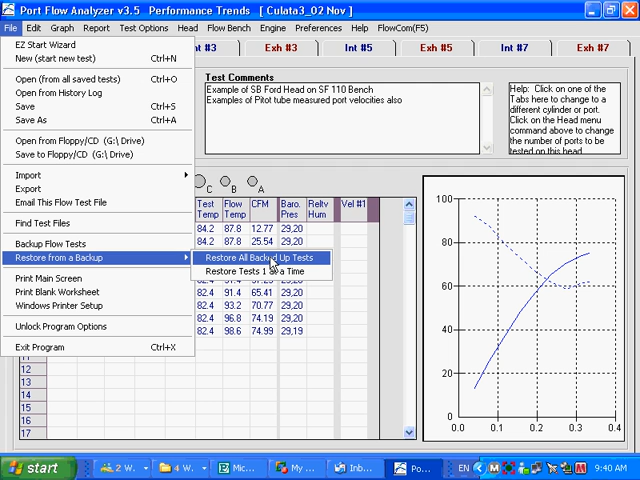 Port Flow Analyzer v3.5 Performance Trends [ Culata3_02 Nov ]
File Edit Graph Report Test Options Head Flow Bench Engine Preferences Help FlowCom(F5)
nt #3 Exh #3 Int #5 Exh #5 Int #7 Exh #7
EZ Start Wizard
New (start new test) Ctrl+N
Open (from all saved tests) Ctrl+O
Open from History Log
Save Ctrl+S
Save As Ctrl+A
Open from Floppy/CD (G:\ Drive)
Save to Floppy/CD (G:\ Drive)
Import
Export
Email This Flow Test File
Find Test Files
Backup Flow Tests
Restore from a Backup
Print Main Screen
Print Blank Worksheet
Windows Printer Setup
Unlock Program Options
Exit Program Ctrl+X
Restore All Backed Up Tests
Restore Tests 1 at a Time
Test Comments
Example of SB Ford Head on SF 110 Bench
Examples of Pitot tube measured port velocities also
Help: Click on one of the
Tabs here to change to a
different cylinder or port.
Click on the Head menu
command above to change
the number of ports to be
tested on this head
C B A
Test Temp Flow Temp CFM Baro. Pres Reltv Hum Vel #1
84.2 87.8 12.77 29,20
84.2 87.8 25.54 29,20
82.4 91.4 65.41 29,20
82.4 93.2 70.77 29,20
82.4 96.8 74.19 29,20
82.4 98.6 74.99 29,19
12
13
14
15
16
17
100
80
60
40
20
0
0.0 0.1 0.2 0.3 0.4
start 2 W. 4 W. Mic... My ... Inb... Po... EN 9:40 AM